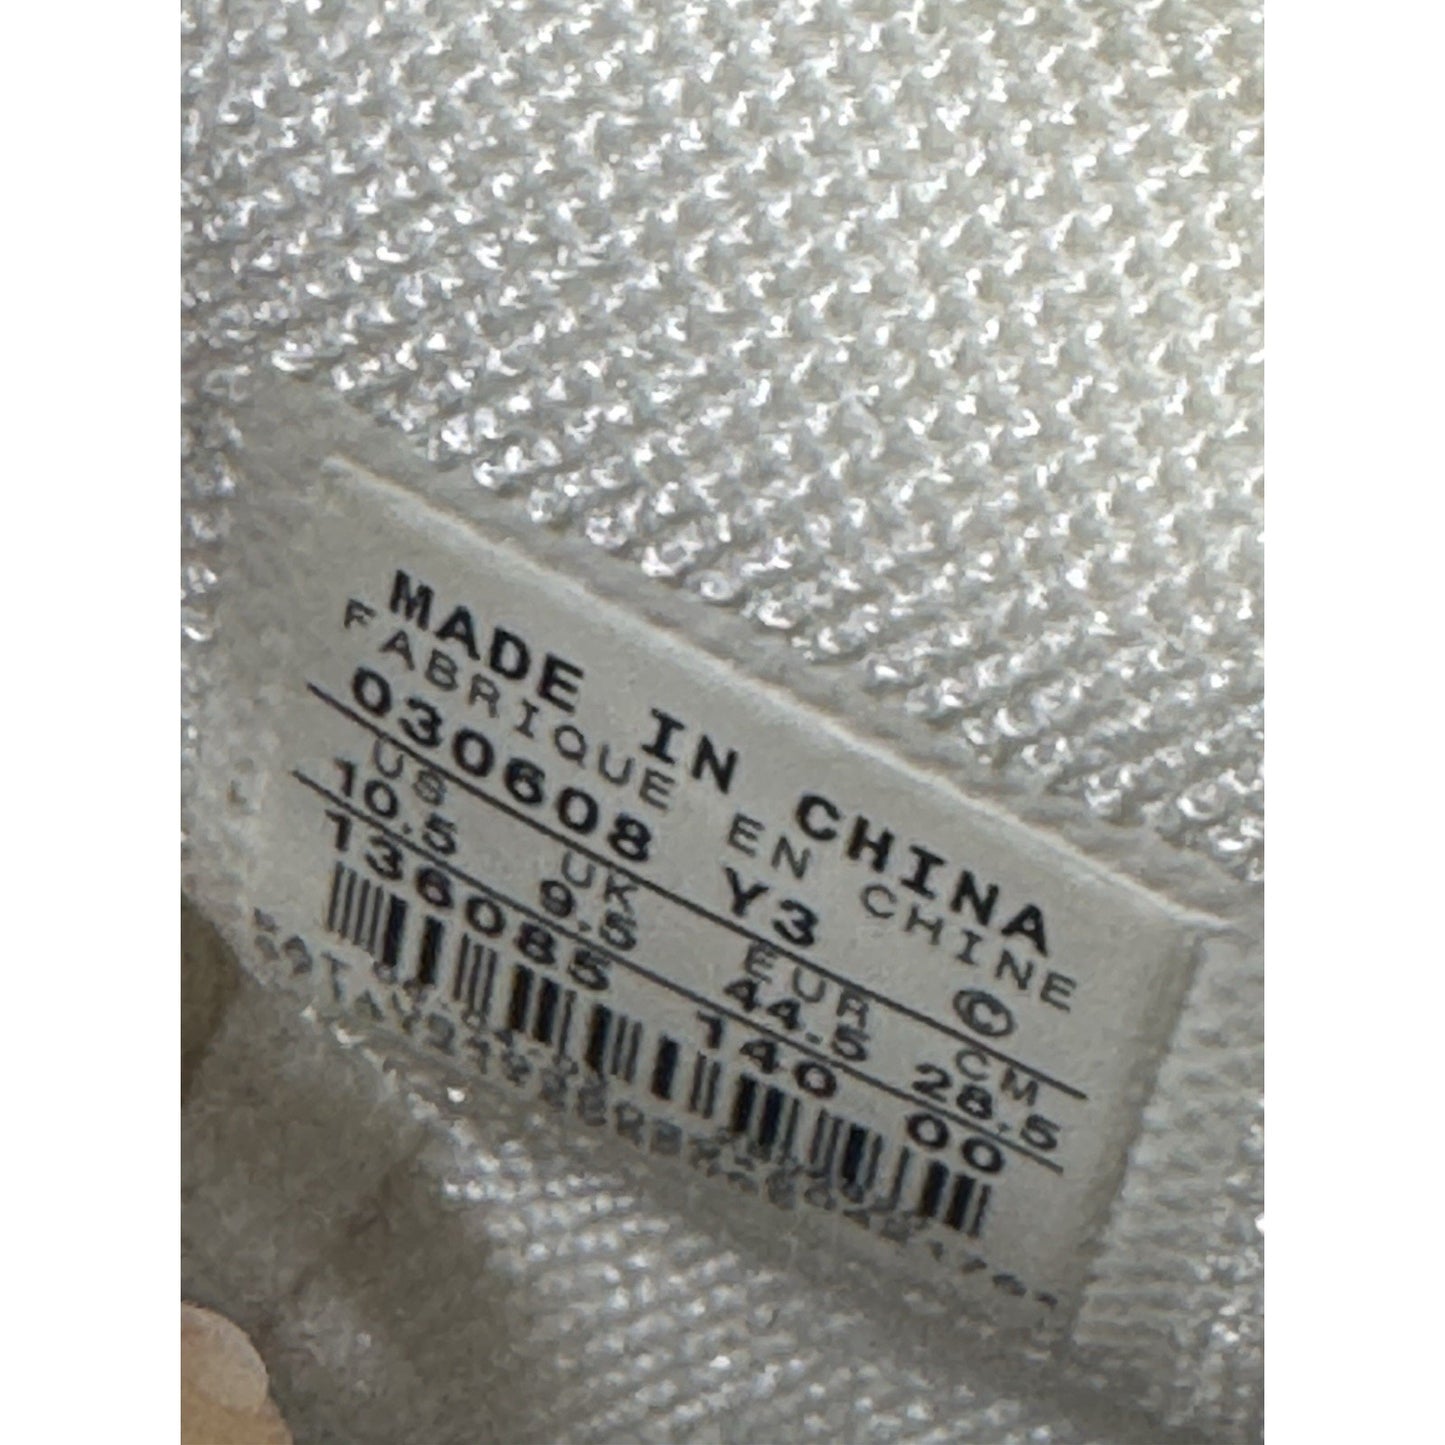 MADE IN CHINA
FABRIQUE EN CHINE
030608 Y3 ©
US UK EUR CM
10.5 9.5 44.5 28.5
136085 140 00